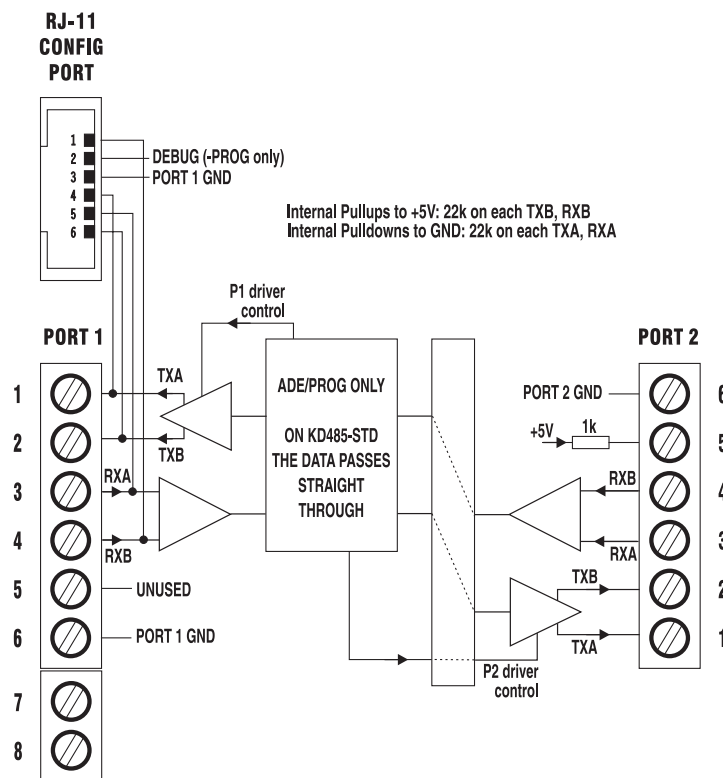 RJ-11
CONFIG
PORT
1
2
3
4
5
6
DEBUG (-PROG only)
PORT 1 GND
Internal Pullups to +5V: 22k on each TXB, RXB
Internal Pulldowns to GND: 22k on each TXA, RXA
P1 driver
control
PORT 1
1
2
3
4
5
6
7
8
TXA
TXB
RXA
RXB
UNUSED
PORT 1 GND
ADE/PROG ONLY
ON KD485-STD
THE DATA PASSES
STRAIGHT
THROUGH
P2 driver
control
PORT 2
PORT 2 GND
+5V
1k
RXB
RXA
TXB
TXA
6
5
4
3
2
1